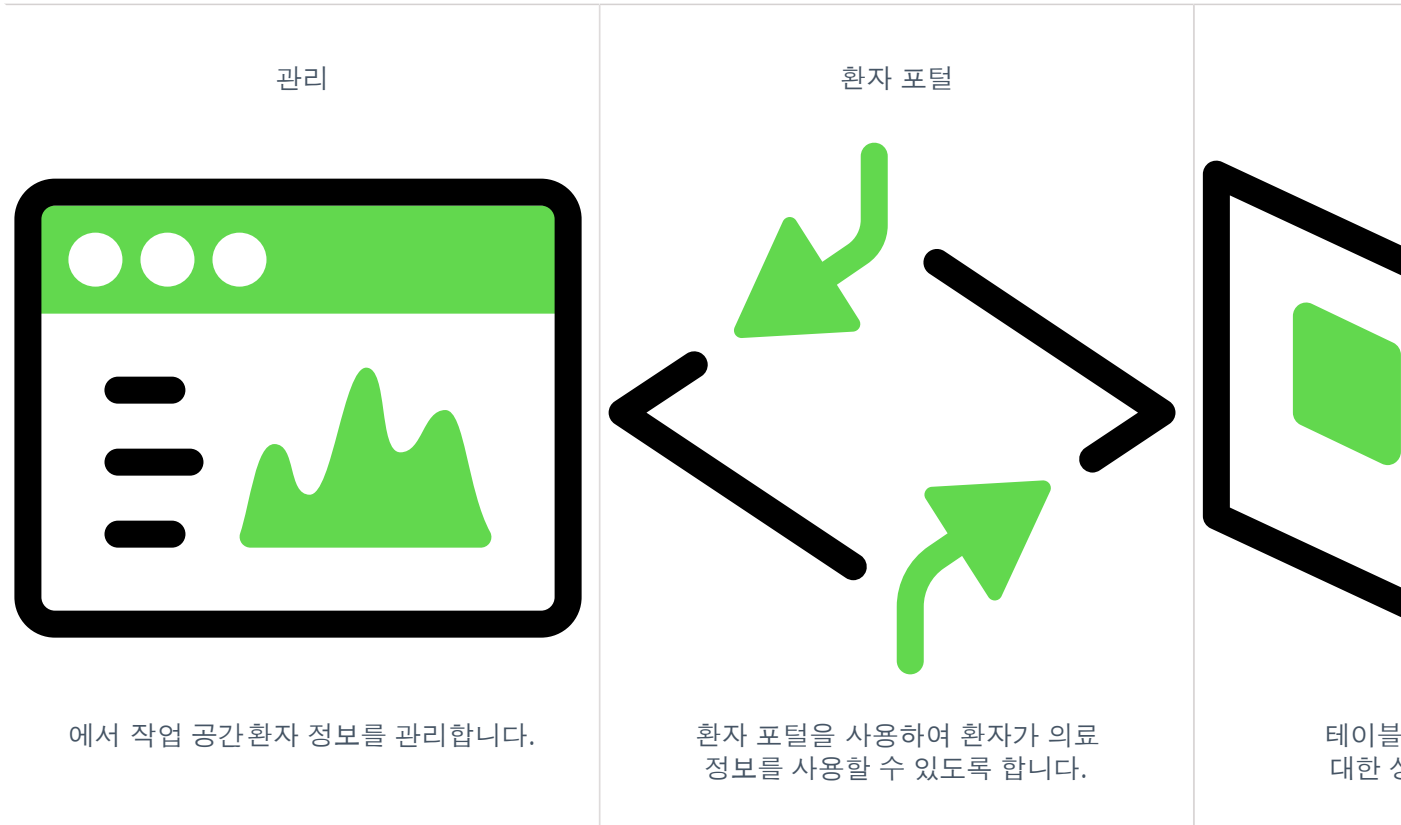 관리
환자 포털
에서 작업 공간환자 정보를 관리합니다.
환자 포털을 사용하여 환자가 의료
정보를 사용할 수 있도록 합니다.
테이블
대한